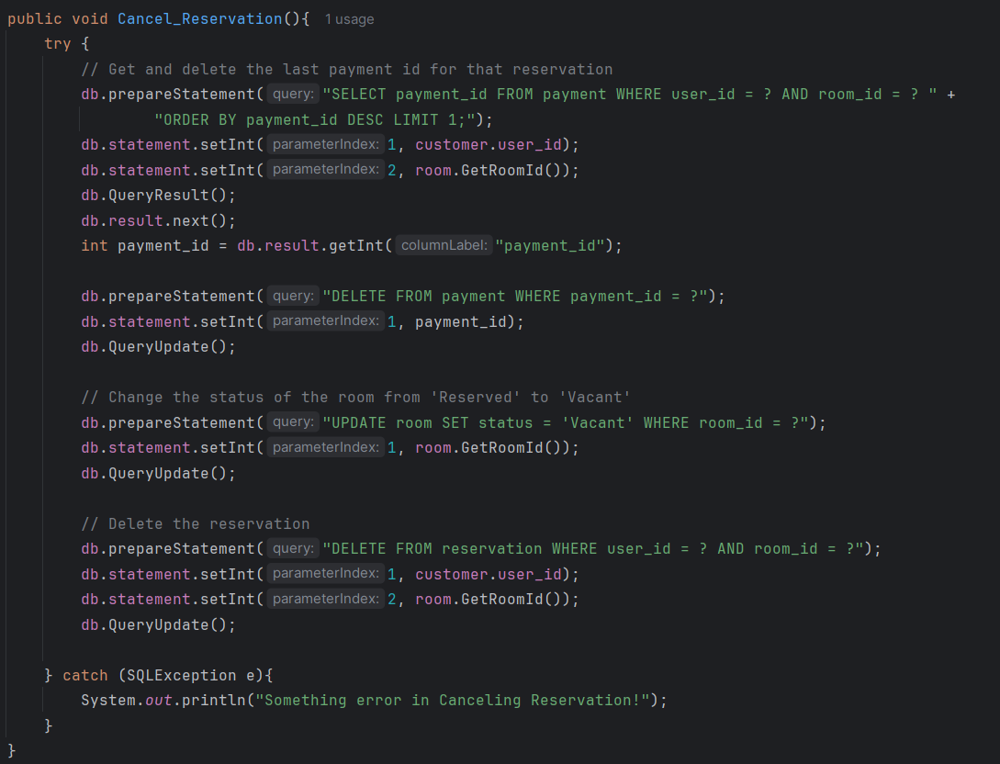 public void Cancel_Reservation(){ 1 usage
try {
// Get and delete the last payment id for that reservation
db.prepareStatement( query: "SELECT payment_id FROM payment WHERE user_id = ? AND room_id = ? " +
"ORDER BY payment_id DESC LIMIT 1;");
db.statement.setInt( parameterIndex: 1, customer.user_id);
db.statement.setInt( parameterIndex: 2, room.GetRoomId());
db.QueryResult();
db.result.next();
int payment_id = db.result.getInt( columnLabel: "payment_id");
db.prepareStatement( query: "DELETE FROM payment WHERE payment_id = ?");
db.statement.setInt( parameterIndex: 1, payment_id);
db.QueryUpdate();
// Change the status of the room from 'Reserved' to 'Vacant'
db.prepareStatement( query: "UPDATE room SET status = 'Vacant' WHERE room_id = ?");
db.statement.setInt( parameterIndex: 1, room.GetRoomId());
db.QueryUpdate();
// Delete the reservation
db.prepareStatement( query: "DELETE FROM reservation WHERE user_id = ? AND room_id = ?");
db.statement.setInt( parameterIndex: 1, customer.user_id);
db.statement.setInt( parameterIndex: 2, room.GetRoomId());
db.QueryUpdate();
} catch (SQLException e){
System.out.println("Something error in Canceling Reservation!");
}
}